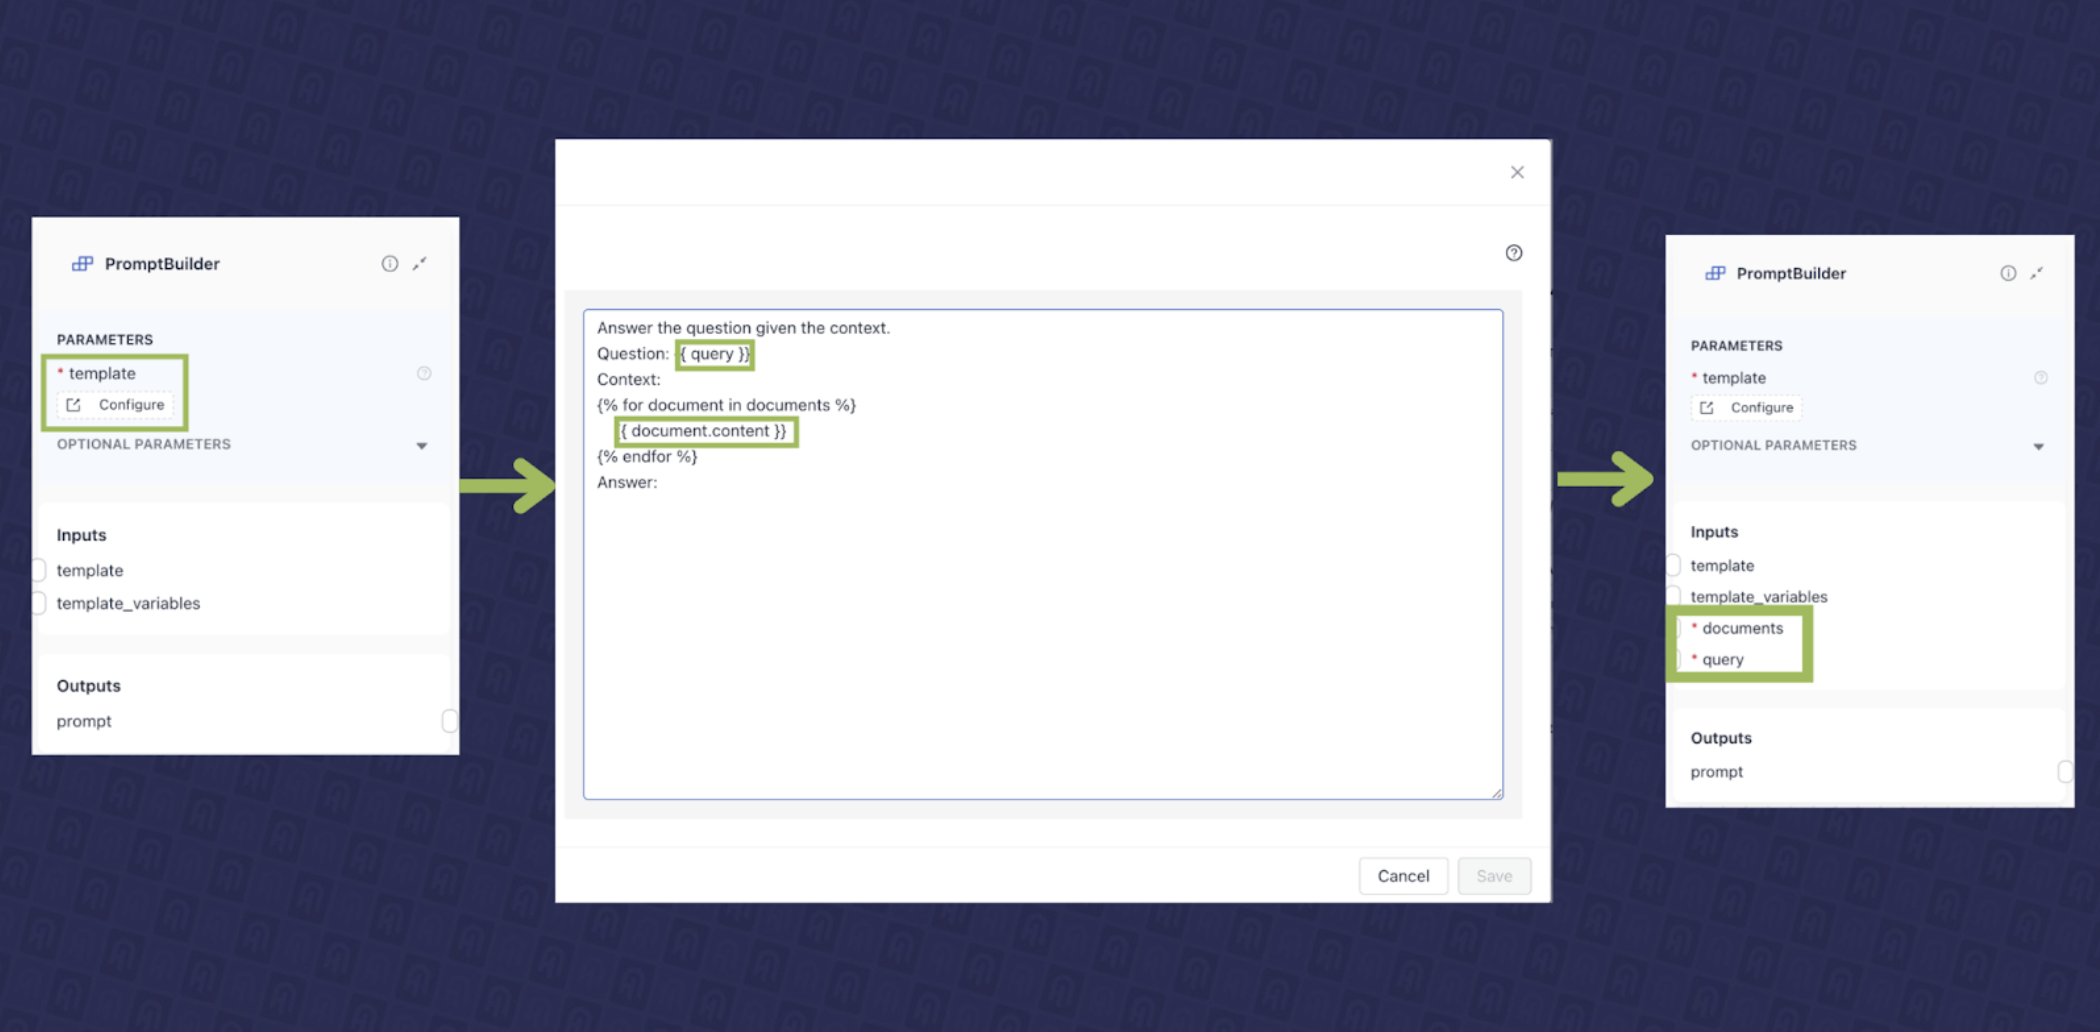 PromptBuilder
PARAMETERS
* template
Configure
OPTIONAL PARAMETERS
Inputs
template
template_variables
Outputs
prompt
Answer the question given the context.
Question: { query }}
Context:
{% for document in documents %}
{ document.content }}
{% endfor %}
Answer:
Cancel
Save
PromptBuilder
PARAMETERS
* template
Configure
OPTIONAL PARAMETERS
Inputs
template
template_variables
* documents
* query
Outputs
prompt